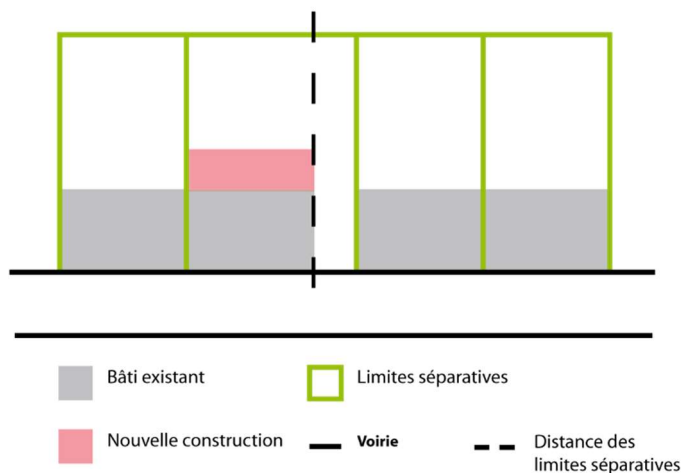 Bâti existant
Limites séparatives
Nouvelle construction
Voirie
Distance des
limites séparatives